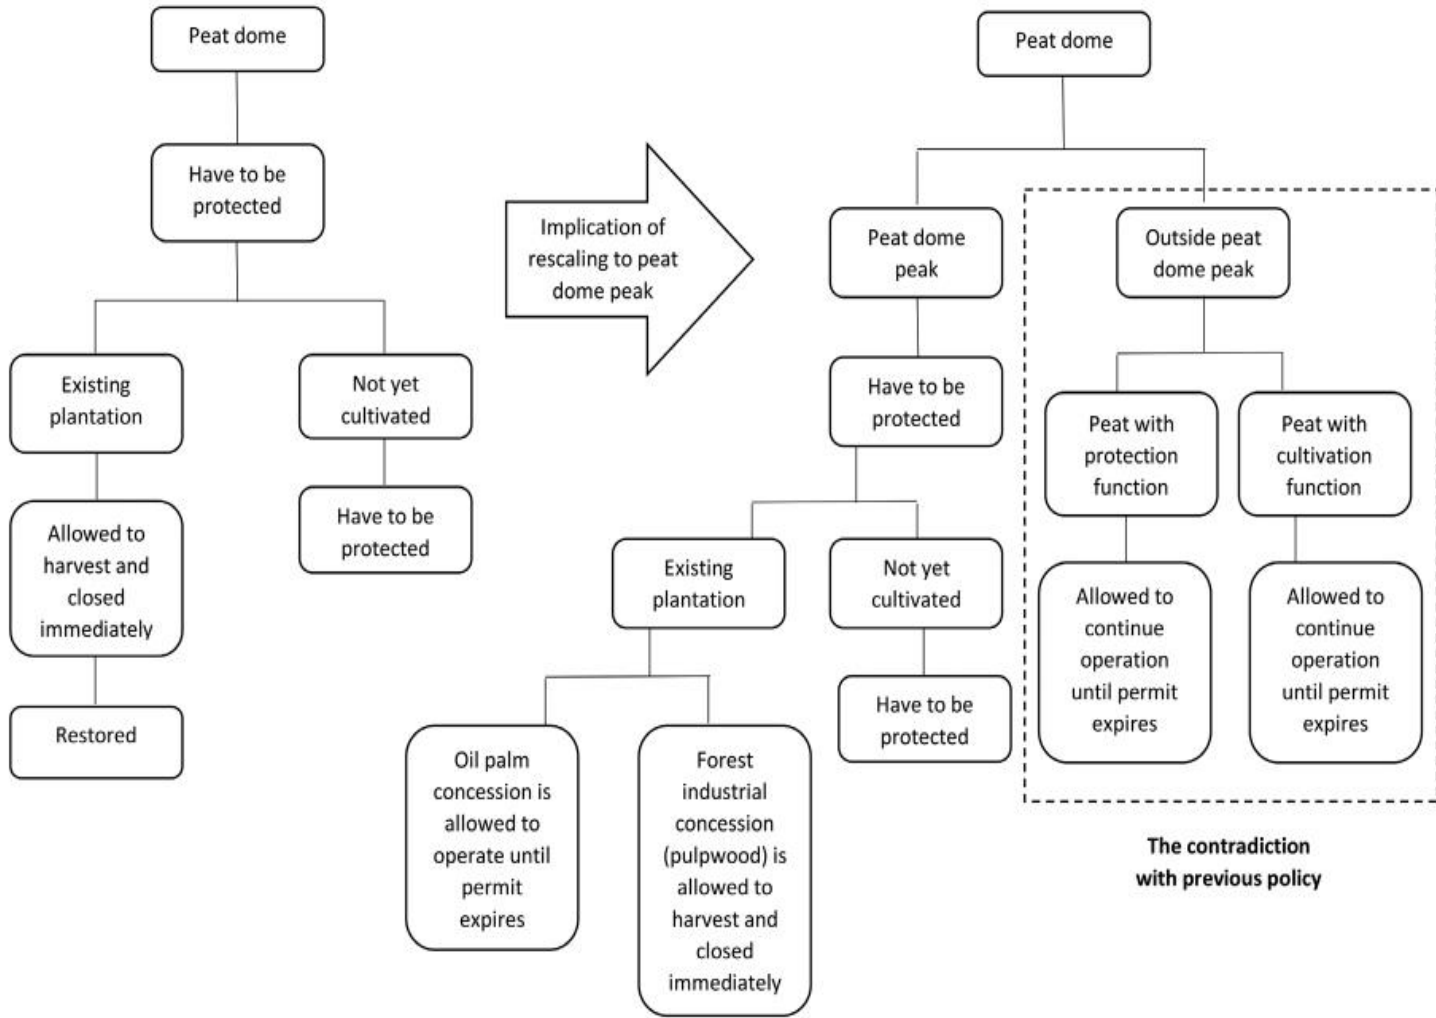 Peat dome
Have to be
protected
Existing
plantation
Not yet
cultivated
Allowed to
harvest and
closed
immediately
Have to be
protected
Restored
Implication of
rescaling to peat
dome peak
Peat dome
Peat dome
peak
Outside peat
dome peak
Have to be
protected
Peat with
protection
function
Peat with
cultivation
function
Existing
plantation
Not yet
cultivated
Allowed to
continue
operation
until permit
expires
Allowed to
continue
operation
until permit
expires
Have to be
protected
Oil palm
concession is
allowed to
operate until
permit
expires
Forest
industrial
concession
(pulpwood) is
allowed to
harvest and
closed
immediately
The contradiction
with previous policy